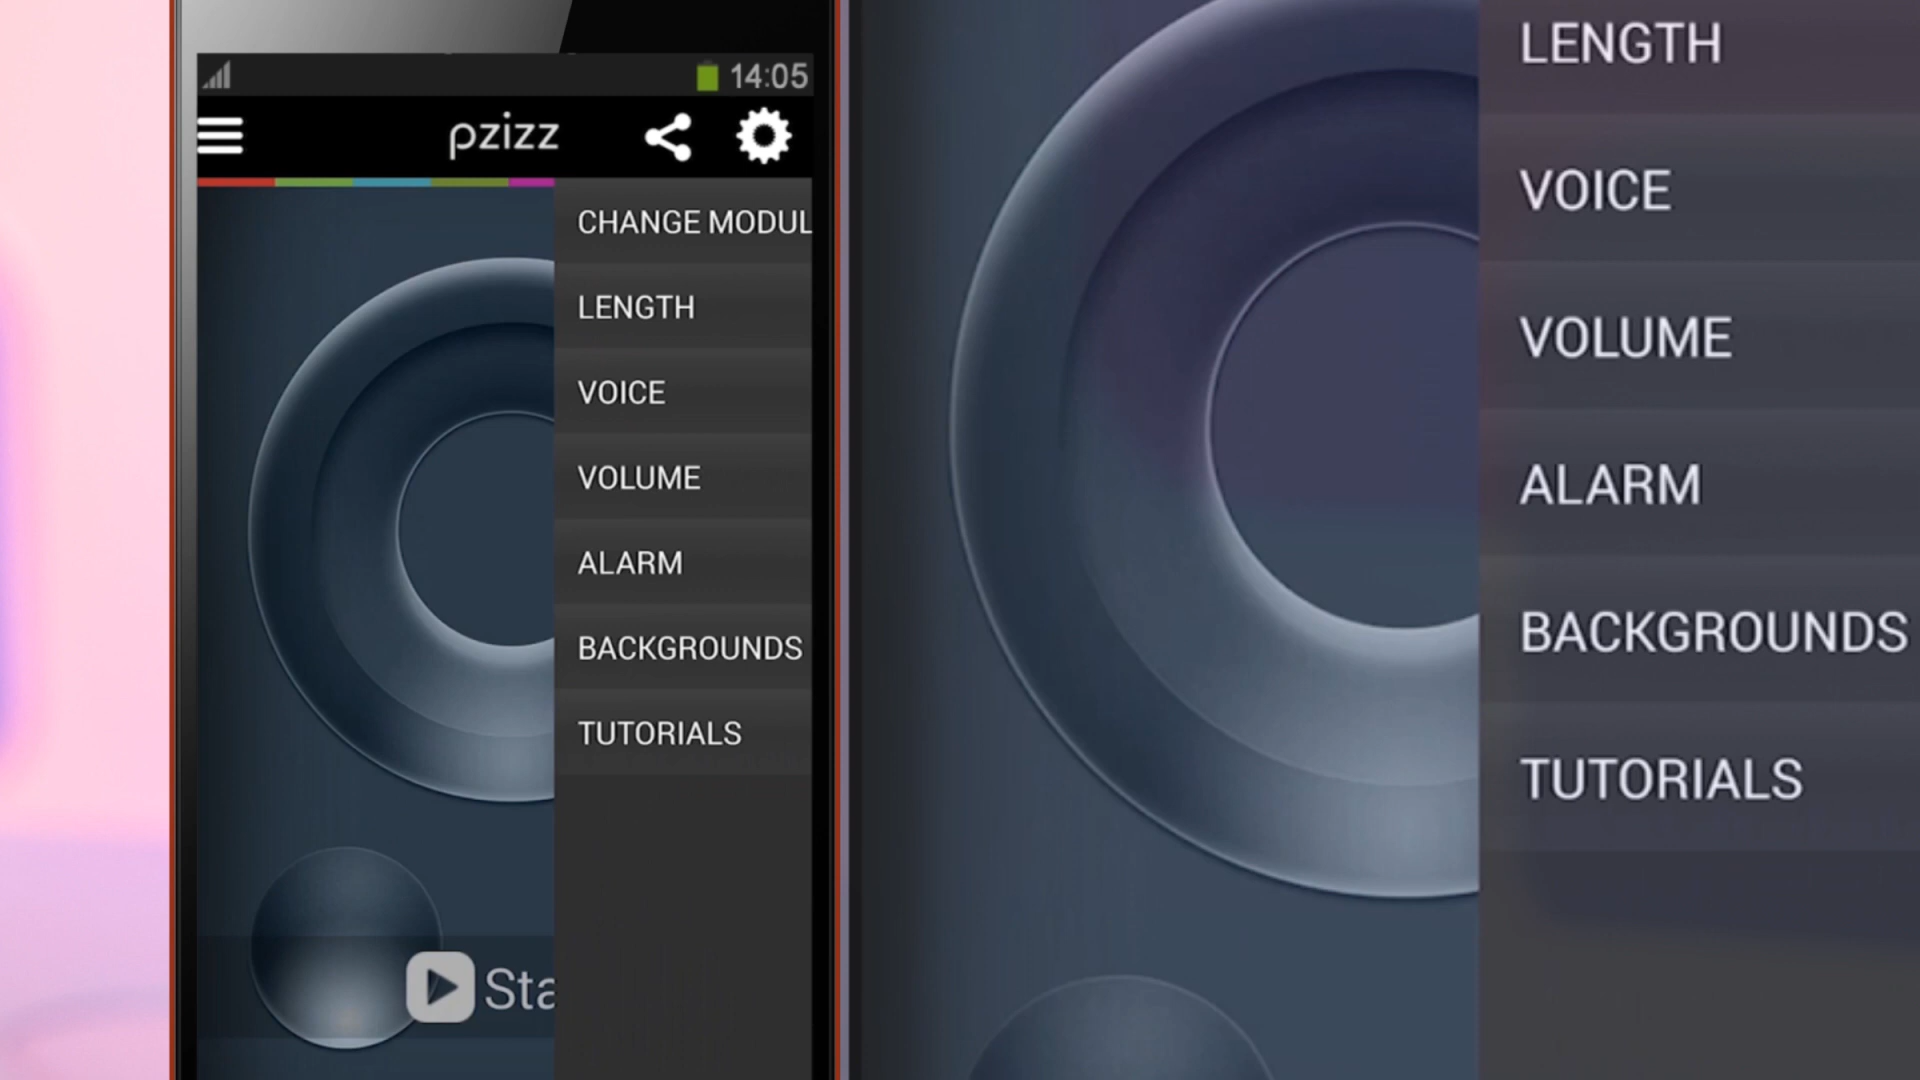 14:05
pzizz
CHANGE MODUL
LENGTH
VOICE
VOLUME
ALARM
BACKGROUNDS
TUTORIALS
Sta
LENGTH
VOICE
VOLUME
ALARM
BACKGROUNDS
TUTORIALS